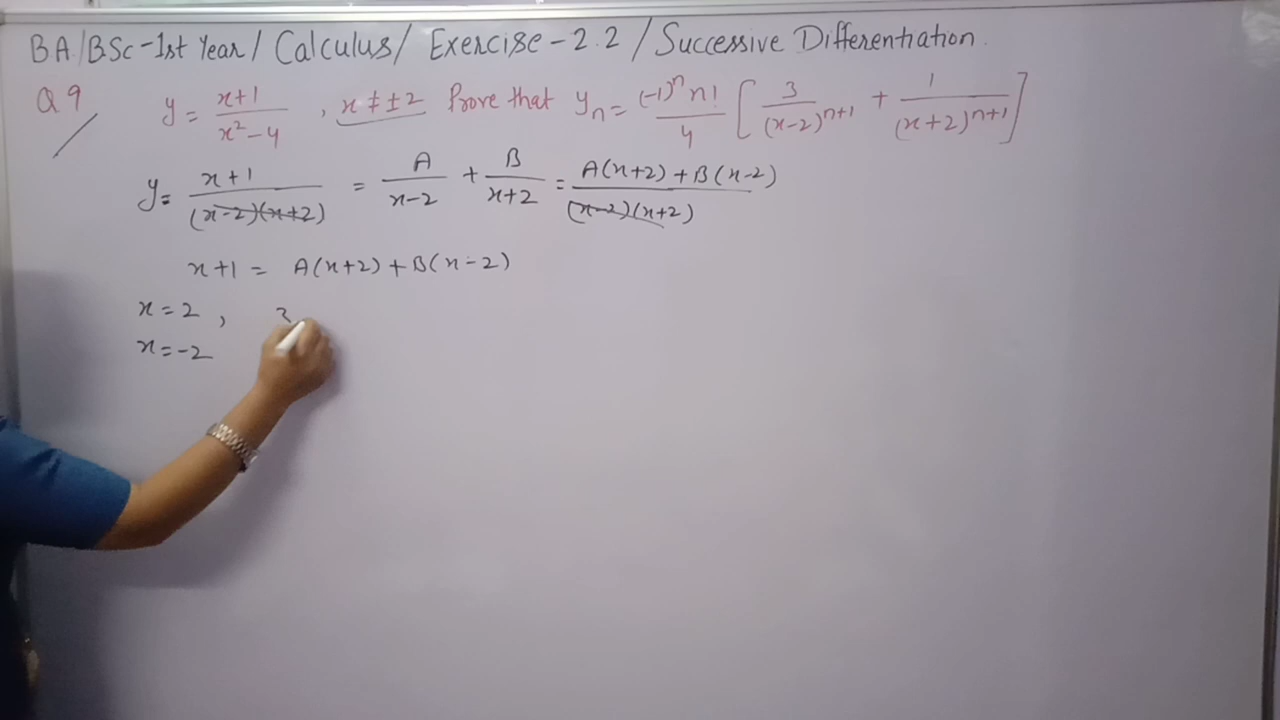 BA/BSc-1st Year/ Calculus/ Exercise-2.2 / Successive Differentiation.
Q 9 y = x+1 / x²-4 , x ≠ ±2 Prove that yn = (-1)^n n! / 4 [ 3 / (x-2)^n+1 + 1 / (x+2)^n+1 ]
y = x+1 / (x-2)(x+2) = A / x-2 + B / x+2 = A(x+2) + B(x-2) / (x-2)(x+2)
x+1 = A(x+2) + B(x-2)
x = 2 , 3
x = -2